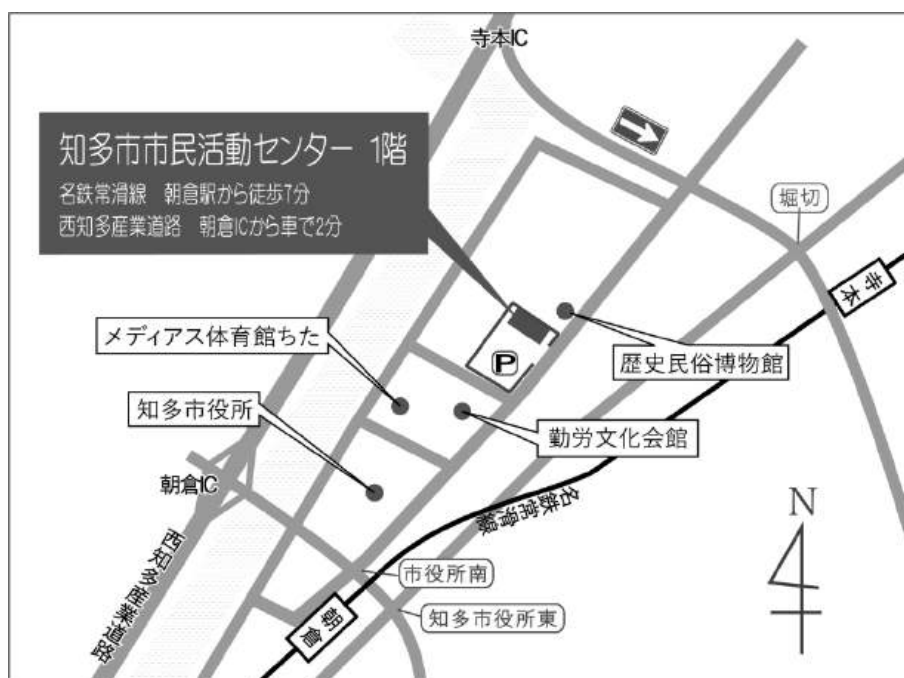 寺本IC
知多市市民活動センター 1階
名鉄常滑線 朝倉駅から徒歩7分
西知多産業道路 朝倉ICから車で2分
堀切
寺本
メディアス体育館ちた
歴史民俗博物館
P
知多市役所
勤労文化会館
朝倉IC
名鉄常滑線
N
西知多産業道路
市役所南
知多市役所東
朝倉